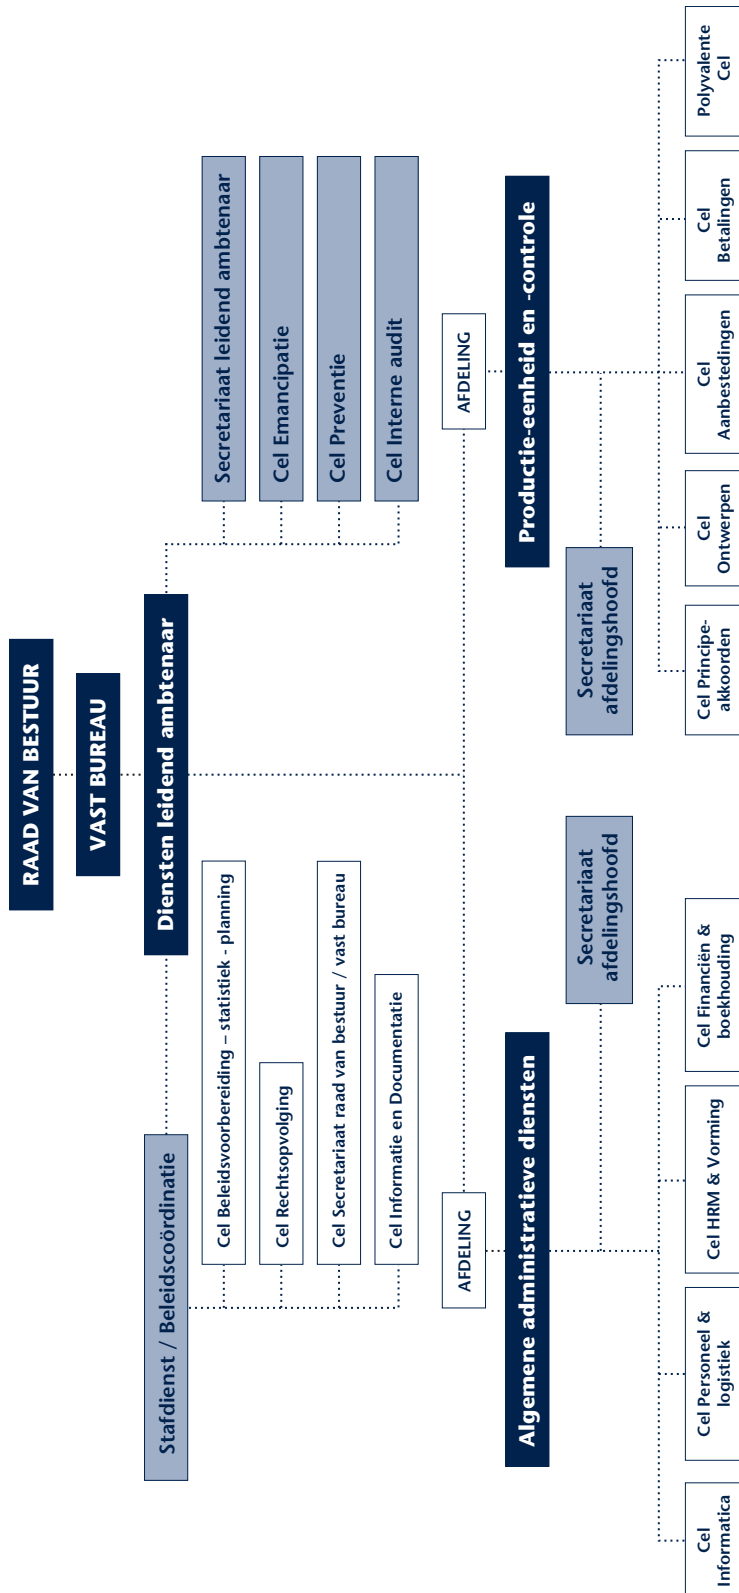 RAAD VAN BESTUUR
VAST BUREAU
Diensten leidend ambtenaar
Stafdienst / Beleidscoördinatie
Cel Beleidsvoorbereiding – statistiek - planning
Cel Rechtsopvolging
Cel Secretariaat raad van bestuur / vast bureau
Cel Informatie en Documentatie
Secretariaat leidend ambtenaar
Cel Emancipatie
Cel Preventie
Cel Interne audit
AFDELING
Algemene administratieve diensten
Secretariaat
afdelingshoofd
Cel
Informatica
Cel Personeel &
logistiek
Cel HRM & Vorming
Cel Financiën &
boekhouding
AFDELING
Productie-eenheid en -controle
Secretariaat
afdelingshoofd
Cel Principe-
akkoorden
Cel
Ontwerpen
Cel
Aanbestedingen
Cel
Betalingen
Polyvalente
Cel